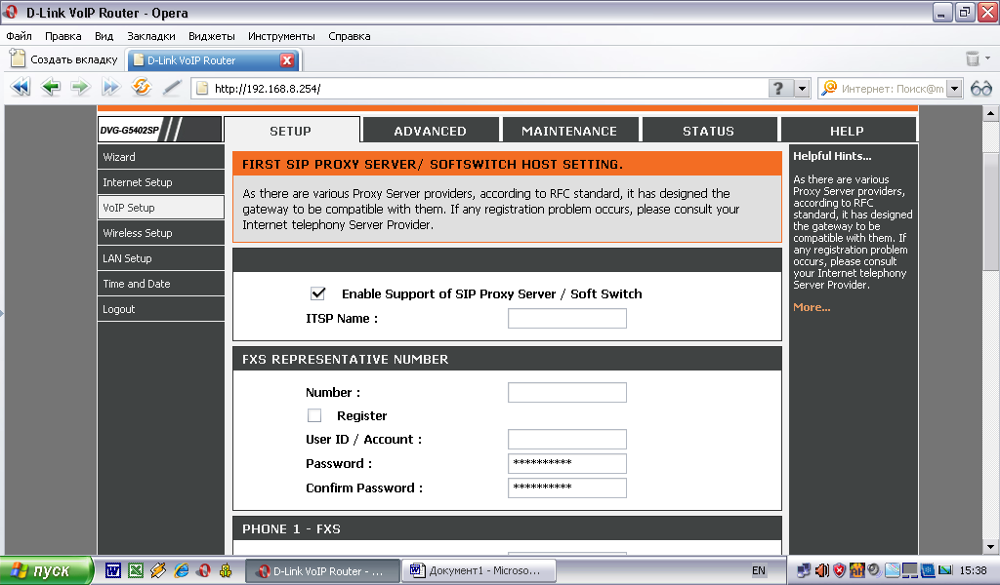 D-Link VoIP Router - Opera
Файл Правка Вид Закладки Виджеты Инструменты Справка
Создать вкладку
D-Link VoIP Router
http://192.168.8.254/
?
Интернет: Поиск@m
DVG-G5402SP
SETUP
ADVANCED
MAINTENANCE
STATUS
HELP
Wizard
Internet Setup
VoIP Setup
Wireless Setup
LAN Setup
Time and Date
Logout
FIRST SIP PROXY SERVER/ SOFTSWITCH HOST SETTING.
As there are various Proxy Server providers, according to RFC standard, it has designed the
gateway to be compatible with them. If any registration problem occurs, please consult your
Internet telephony Server Provider.
Enable Support of SIP Proxy Server / Soft Switch
ITSP Name :
FXS REPRESENTATIVE NUMBER
Number :
Register
User ID / Account :
Password :
**********
Confirm Password :
**********
PHONE 1 - FXS
Helpful Hints...
As there are various
Proxy Server providers,
according to RFC
standard, it has designed
the gateway to be
compatible with them. If
any registration problem
occurs, please consult
your Internet telephony
Server Provider.
More...
пуск
D-Link VoIP Router - ...
Документ1 - Microso...
EN
15:38